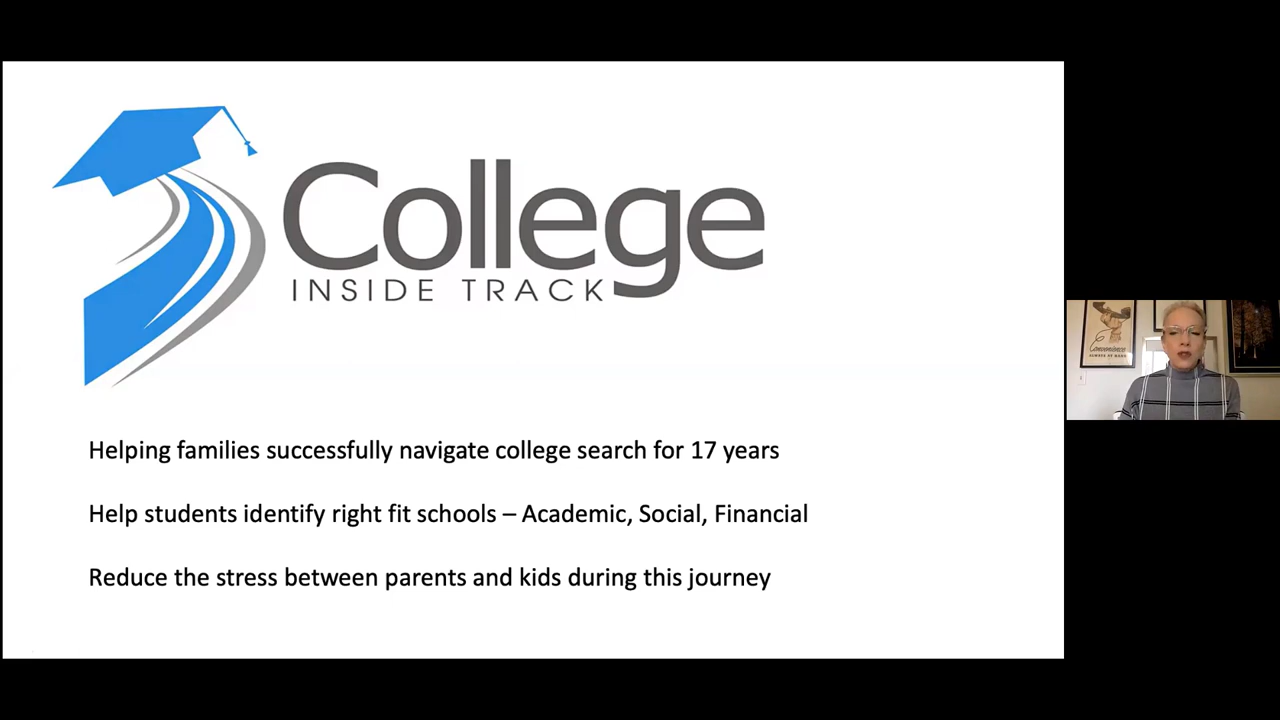 College
INSIDE TRACK
Helping families successfully navigate college search for 17 years
Help students identify right fit schools – Academic, Social, Financial
Reduce the stress between parents and kids during this journey